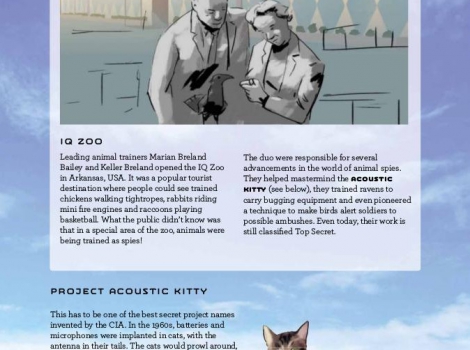 IQ ZOO
Leading animal trainers Marian Breland
Bailey and Keller Breland opened the IQ Zoo
in Arkansas, USA. It was a popular tourist
destination where people could see trained
chickens walking tightropes, rabbits riding
mini fire engines and raccoons playing
basketball. What the public didn't know was
that in a special area of the zoo, animals were
being trained as spies!
The duo were responsible for several
advancements in the world of animal spies.
They helped mastermind the ACOUSTIC
KITTY (see below), they trained ravens to
carry bugging equipment and even pioneered
a technique to make birds alert soldiers to
possible ambushes. Even today, their work is
still classified Top Secret.
PROJECT ACOUSTIC KITTY
This has to be one of the best secret project names
invented by the CIA. In the 1960s, batteries and
microphones were implanted in cats, with the
antenna in their tails. The cats would prowl around,